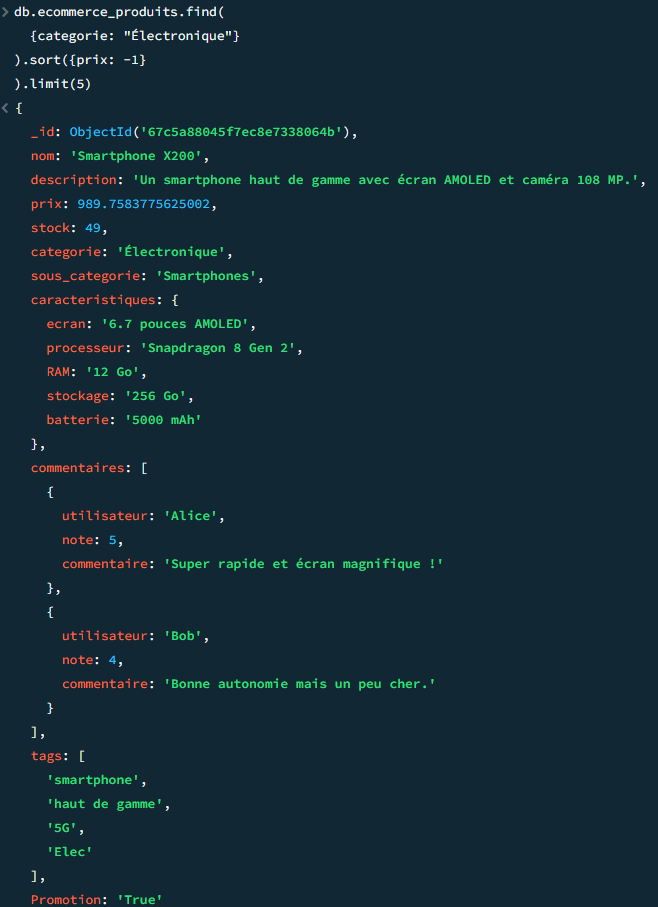 db.ecommerce_produits.find(
{categorie: "Électronique"}
).sort({prix: -1}
).limit(5)
{
_id: ObjectId('67c5a88045f7ec8e7338064b'),
nom: 'Smartphone X200',
description: 'Un smartphone haut de gamme avec écran AMOLED et caméra 108 MP.',
prix: 989.7583775625002,
stock: 49,
categorie: 'Électronique',
sous_categorie: 'Smartphones',
caracteristiques: {
ecran: '6.7 pouces AMOLED',
processeur: 'Snapdragon 8 Gen 2',
RAM: '12 Go',
stockage: '256 Go',
batterie: '5000 mAh'
},
commentaires: [
{
utilisateur: 'Alice',
note: 5,
commentaire: 'Super rapide et écran magnifique !'
},
{
utilisateur: 'Bob',
note: 4,
commentaire: 'Bonne autonomie mais un peu cher.'
}
],
tags: [
'smartphone',
'haut de gamme',
'5G',
'Elec'
],
Promotion: 'True'